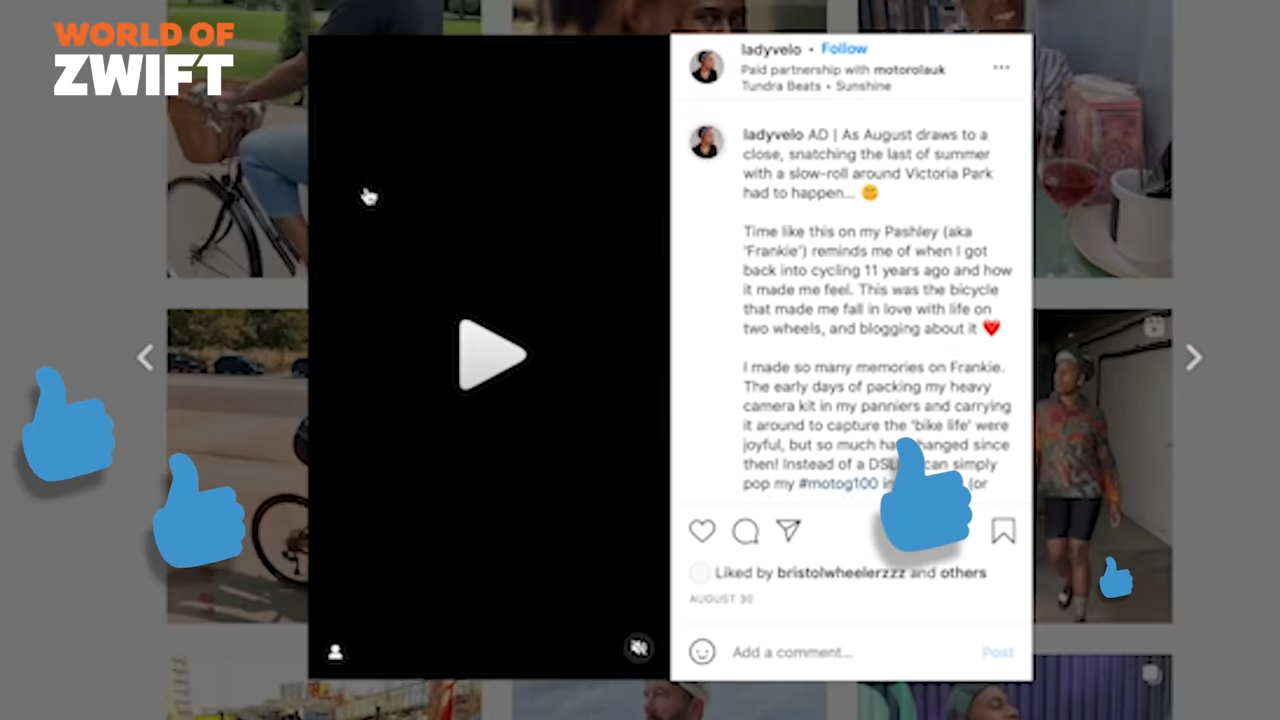 WORLD OF
ZWIFT
ladyvelo • Follow
Paid partnership with motorolauk
Tundra Beats • Sunshine
ladyvelo AD | As August draws to a
close, snatching the last of summer
with a slow-roll around Victoria Park
had to happen... 😊
Time like this on my Pashley (aka
'Frankie') reminds me of when I got
back into cycling 11 years ago and how
it made me feel. This was the bicycle
that made me fall in love with life on
two wheels, and blogging about it ❤️
I made so many memories on Frankie.
The early days of packing my heavy
camera kit in my panniers and carrying
it around to capture the 'bike life' were
joyful, but so much has changed since
then! Instead of a can simply
pop my #motog100 (or
Liked by bristolwheelerzzz and others
AUGUST 30
Add a comment...
Post